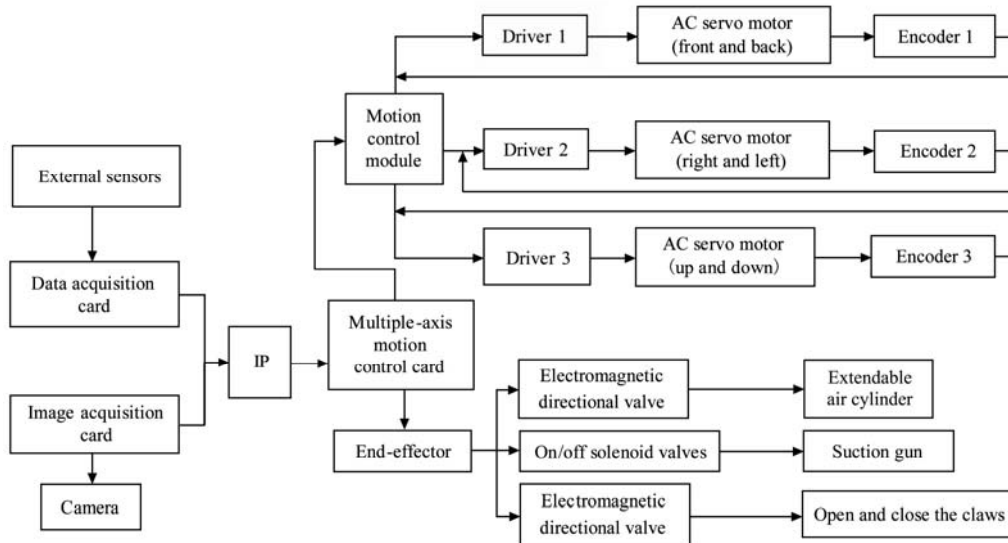 Driver 1
AC servo motor
(front and back)
Encoder 1
Motion
control
module
Driver 2
AC servo motor
(right and left)
Encoder 2
External sensors
Driver 3
AC servo motor
(up and down)
Encoder 3
Data acquisition
card
Multiple-axis
motion
control card
IP
Image acquisition
card
Camera
End-effector
Electromagnetic
directional valve
Extendable
air cylinder
On/off solenoid valves
Suction gun
Electromagnetic
directional valve
Open and close the claws